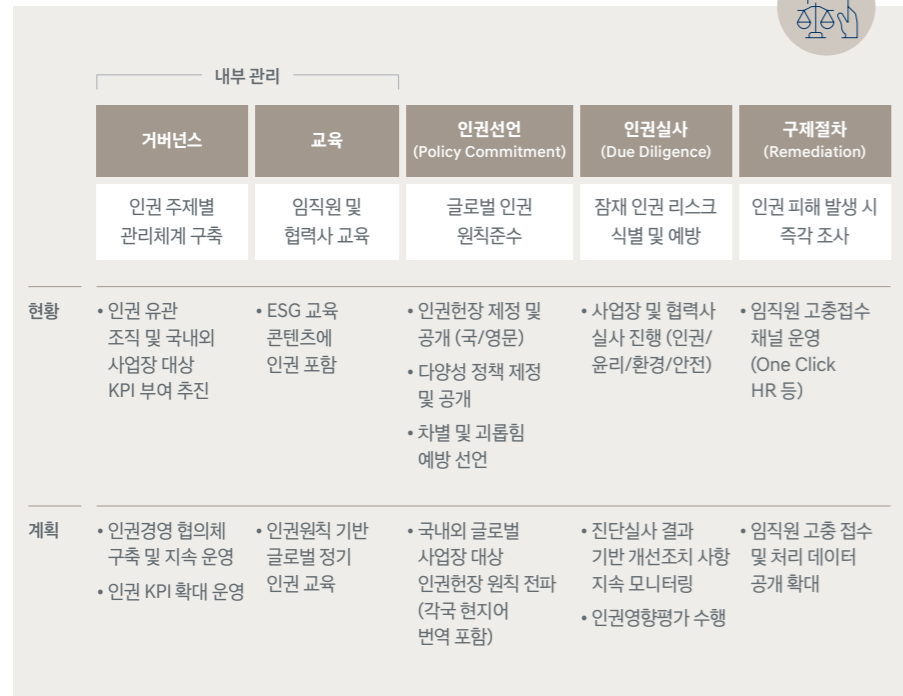 내부 관리
거버넌스
교육
인권선언
(Policy Commitment)
인권실사
(Due Diligence)
구제절차
(Remediation)
인권 주제별
관리체계 구축
임직원 및
협력사 교육
글로벌 인권
원칙준수
잠재 인권 리스크
식별 및 예방
인권 피해 발생 시
즉각 조사
현황
• 인권 유관
조직 및 국내외
사업장 대상
KPI 부여 추진
• ESG 교육
콘텐츠에
인권 포함
• 인권헌장 제정 및
공개 (국/영문)
• 다양성 정책 제정
및 공개
• 차별 및 괴롭힘
예방 선언
• 사업장 및 협력사
실사 진행 (인권/
윤리/환경/안전)
• 임직원 고충접수
채널 운영
(One Click
HR 등)
계획
• 인권경영 협의체
구축 및 지속 운영
• 인권 KPI 확대 운영
• 인권원칙 기반
글로벌 정기
인권 교육
• 국내외 글로벌
사업장 대상
인권헌장 원칙 전파
(각국 현지어
번역 포함)
• 진단실사 결과
기반 개선조치 사항
지속 모니터링
• 인권영향평가 수행
• 임직원 고충 접수
및 처리 데이터
공개 확대